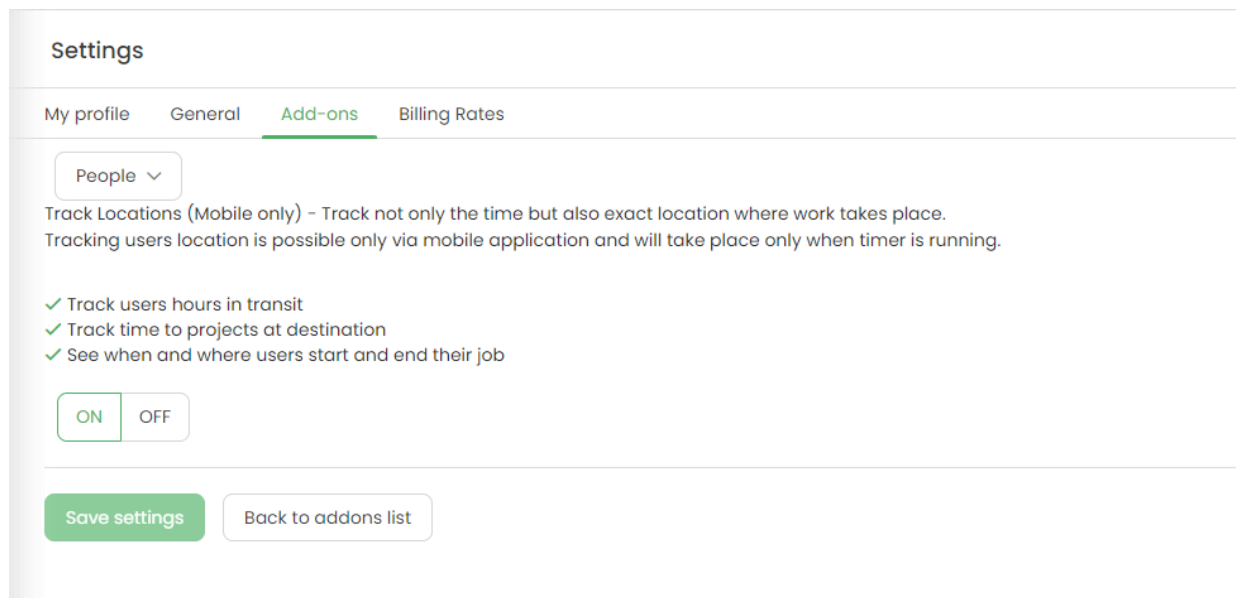 Settings
My profile General Add-ons Billing Rates
People
Track Locations (Mobile only) - Track not only the time but also exact location where work takes place.
Tracking users location is possible only via mobile application and will take place only when timer is running.
Track users hours in transit
Track time to projects at destination
See when and where users start and end their job
ON OFF
Save settings Back to addons list